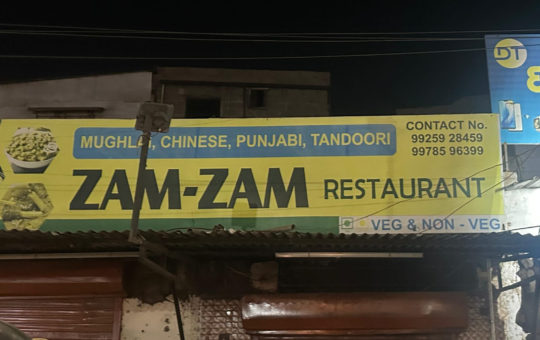 MUGHLAI, CHINESE, PUNJABI, TANDOORI
CONTACT No.
99259 28459
99785 96399
ZAM-ZAM RESTAURANT
VEG & NON - VEG
DT